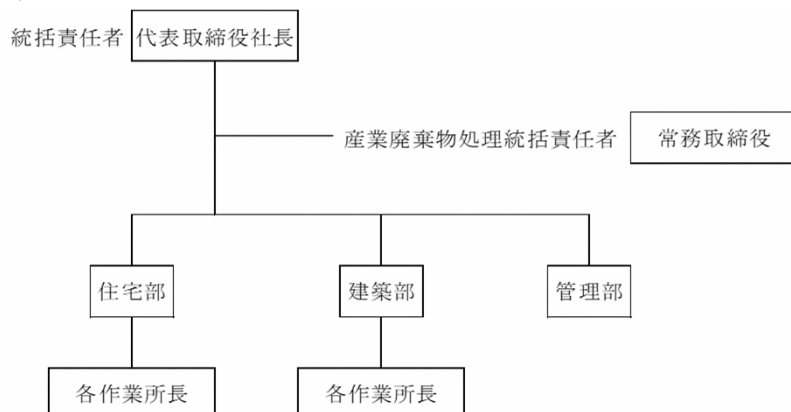 統括責任者 代表取締役社長
産業廃棄物処理統括責任者 常務取締役
住宅部 建築部 管理部
各作業所長 各作業所長